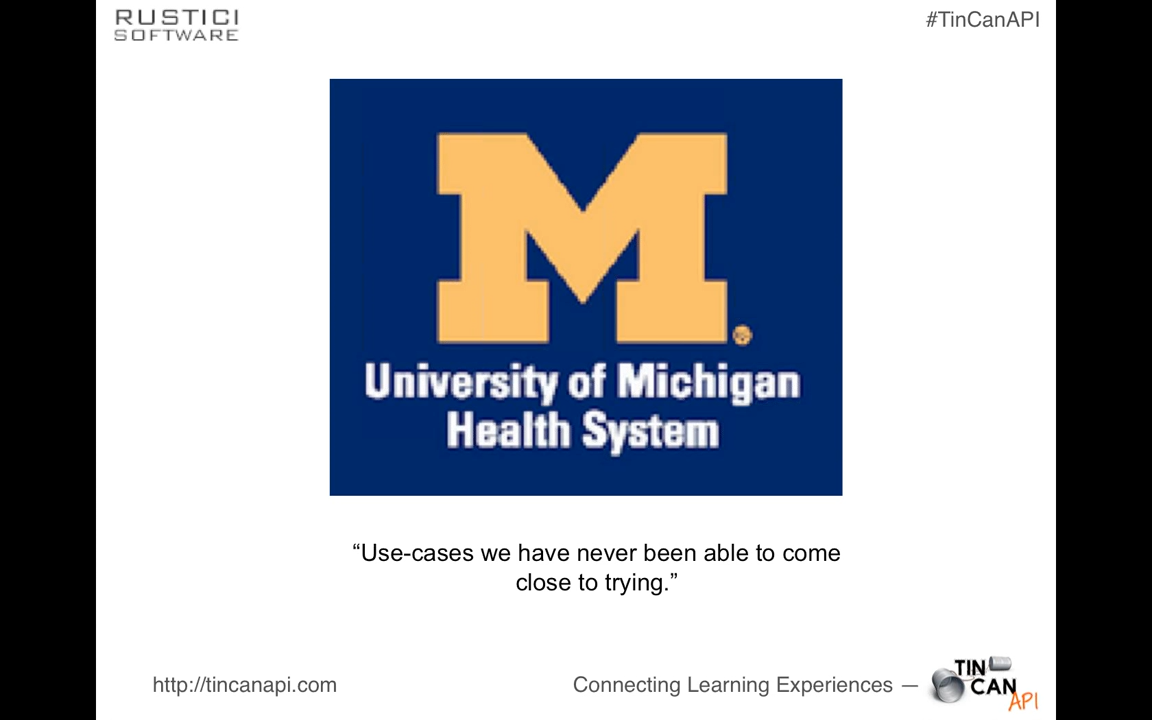 RUSTICI
SOFTWARE
#TinCanAPI
M
University of Michigan
Health System
“Use-cases we have never been able to come
close to trying.”
http://tincanapi.com
Connecting Learning Experiences —
TIN
CAN
API